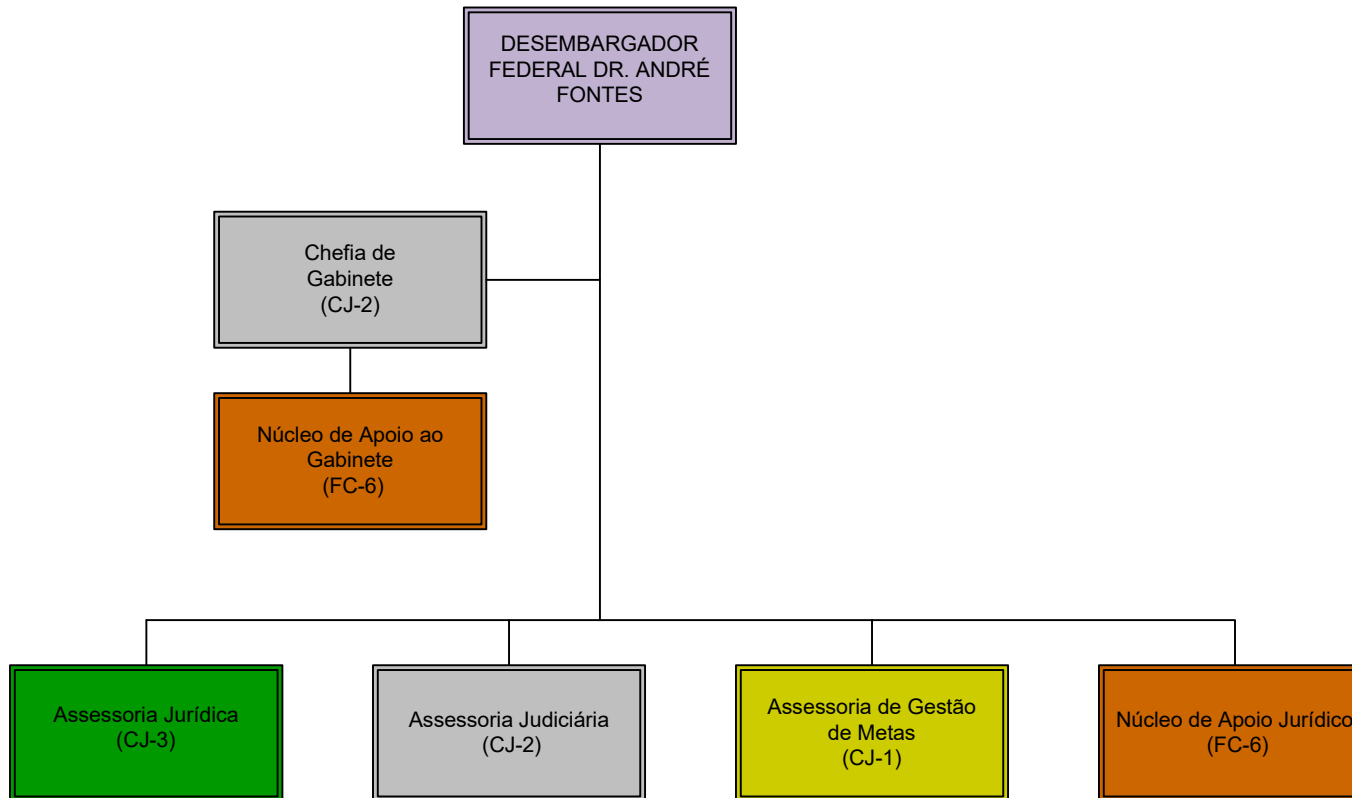 DESEMBARGADOR
FEDERAL DR. ANDRÉ
FONTES
Chefia de
Gabinete
(CJ-2)
Núcleo de Apoio ao
Gabinete
(FC-6)
Assessoria Jurídica
(CJ-3)
Assessoria Judiciária
(CJ-2)
Assessoria de Gestão
de Metas
(CJ-1)
Núcleo de Apoio Jurídico
(FC-6)